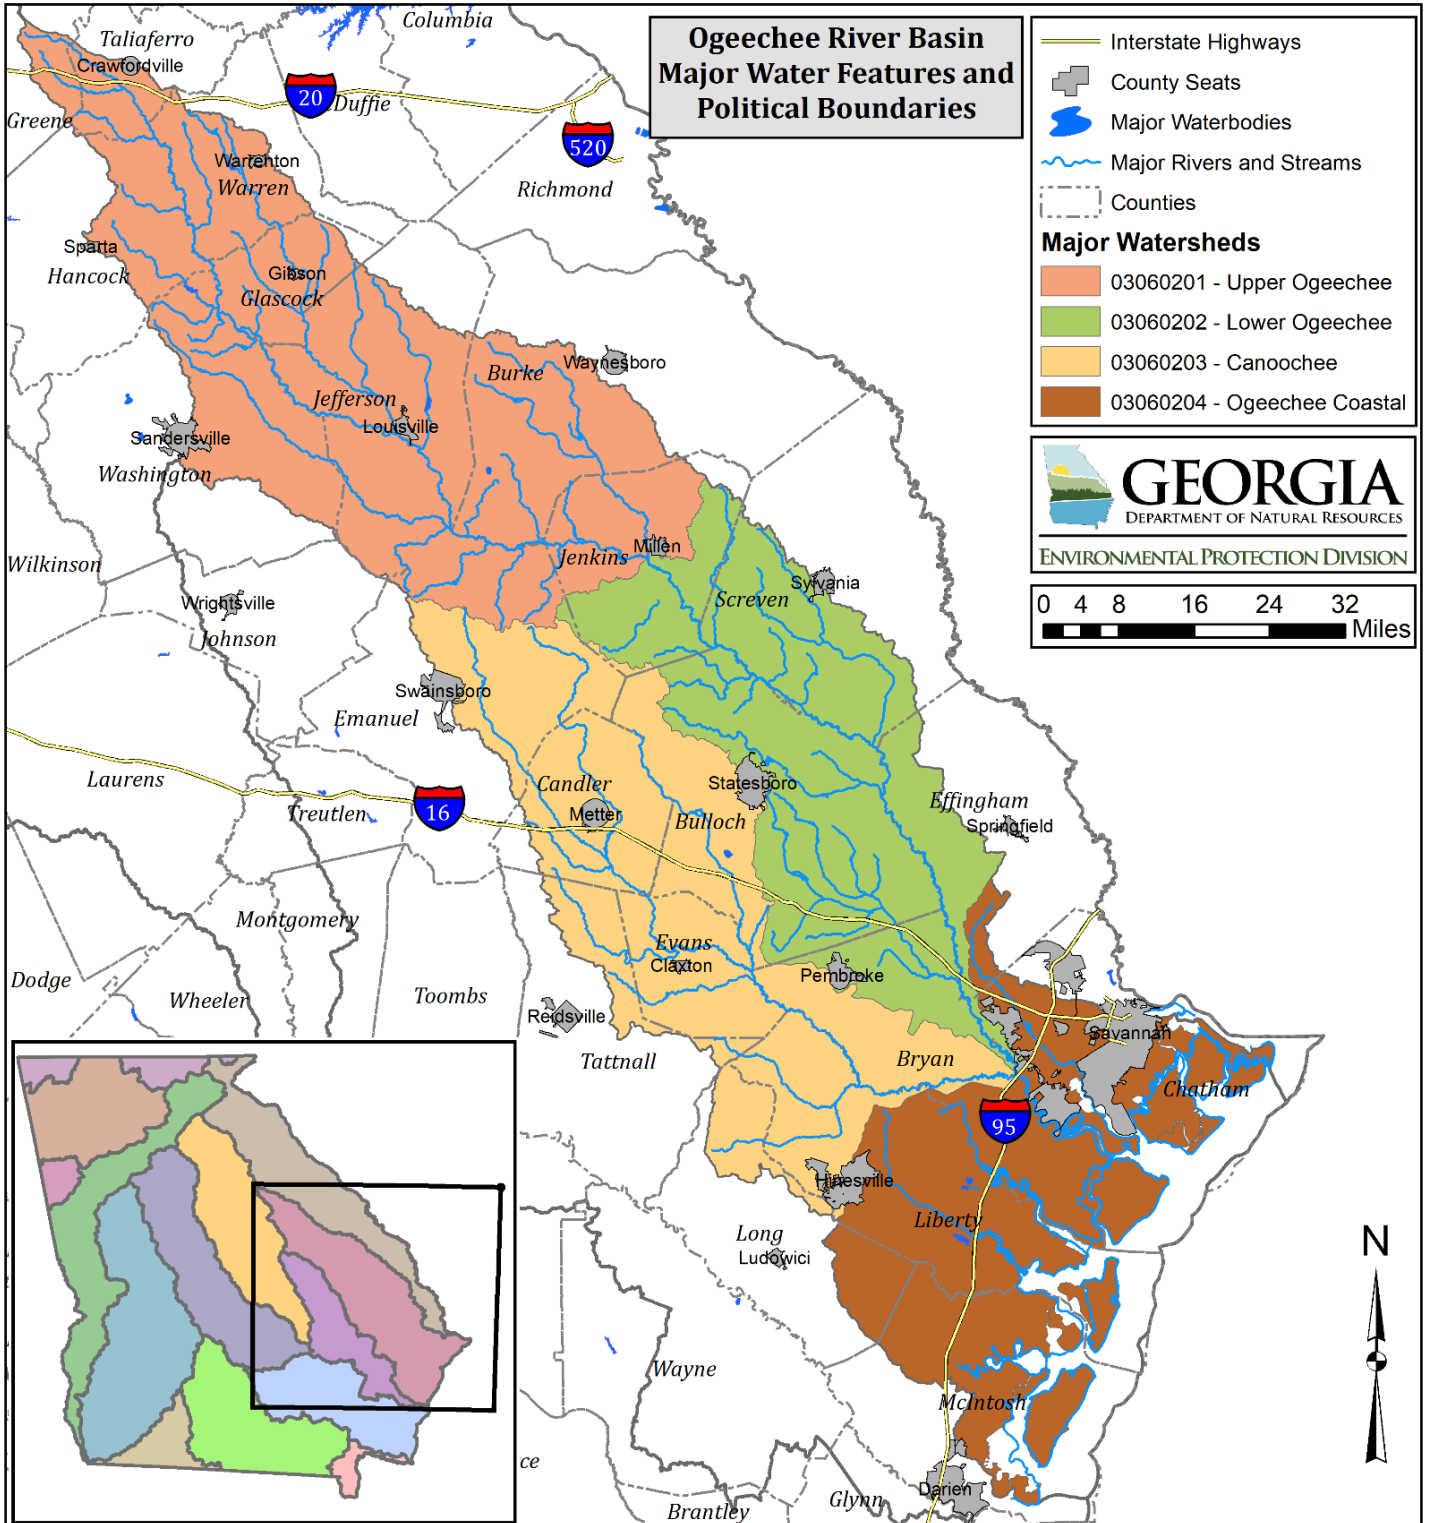 Ogeechee River Basin
Major Water Features and
Political Boundaries
Interstate Highways
County Seats
Major Waterbodies
Major Rivers and Streams
Counties
Major Watersheds
03060201 - Upper Ogeechee
03060202 - Lower Ogeechee
03060203 - Canoochee
03060204 - Ogeechee Coastal
GEORGIA
DEPARTMENT OF NATURAL RESOURCES
ENVIRONMENTAL PROTECTION DIVISION
0 4 8 16 24 32
Miles
Columbia
Taliaferro
Crawfordville
20
Duffie
Greene
520
Warrenton
Warren
Richmond
Sparta
Hancock
Gibson
Glascock
Waynesboro
Burke
Jefferson
Louisville
Sandersville
Washington
Wilkinson
Jenkins
Millen
Sylvania
Screven
Wrightsville
Johnson
Swainsboro
Emanuel
Laurens
Candler
Statesboro
Effingham
Treutlen
16
Metter
Bulloch
Springfield
Montgomery
Evans
Claxton
Pembroke
Dodge
Wheeler
Toombs
Reidsville
Savannah
Tattnall
Bryan
Chatham
95
Hinesville
Liberty
Long
Ludowici
N
Wayne
McIntosh
ce
Darien
Glynn
Brantley